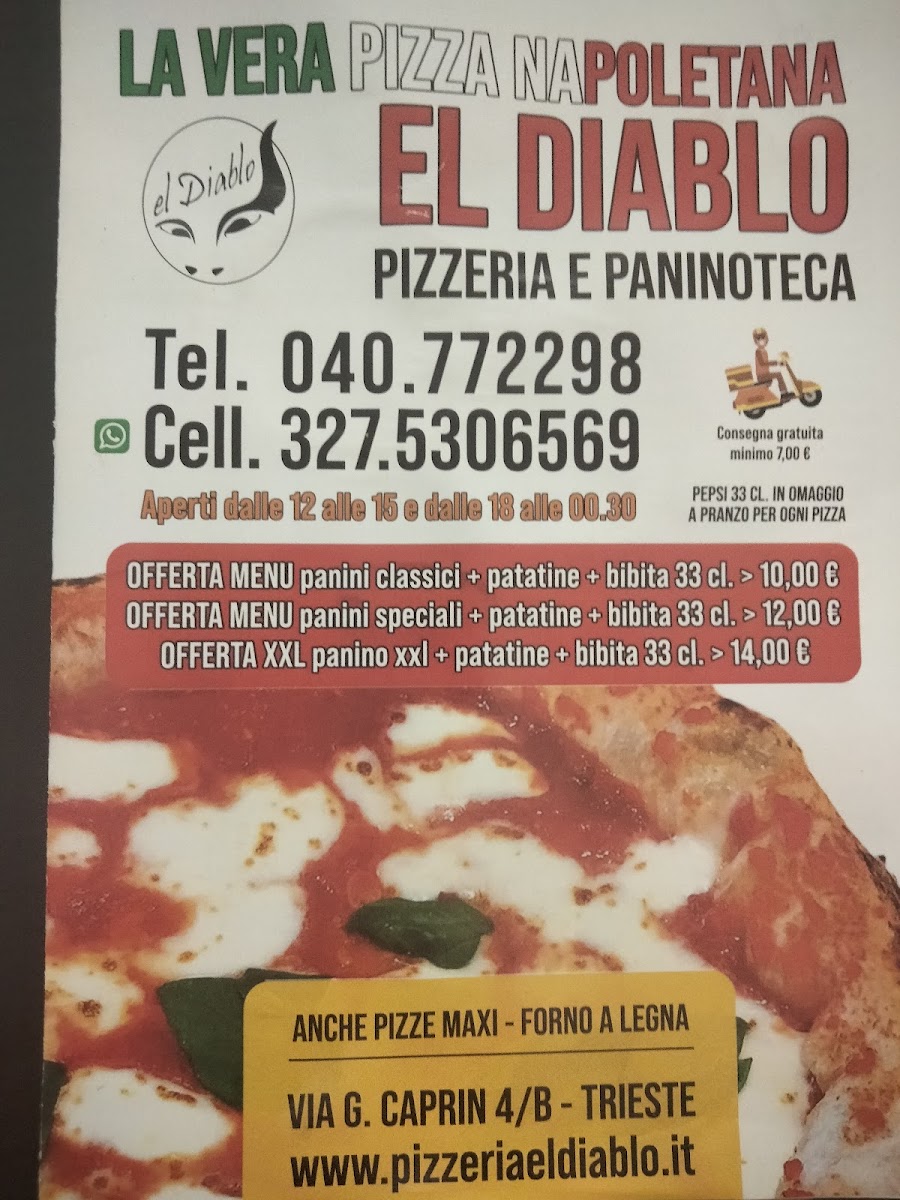 LA VERA PIZZA NAPOLETANA
el Diablo
EL DIABLO
PIZZERIA E PANINOTECA
Tel. 040.772298
Cell. 327.5306569
Consegna gratuita
minimo 7,00 €
Aperti dalle 12 alle 15 e dalle 18 alle 00.30
PEPSI 33 CL. IN OMAGGIO
A PRANZO PER OGNI PIZZA
OFFERTA MENU panini classici + patatine + bibita 33 cl. > 10,00 €
OFFERTA MENU panini speciali + patatine + bibita 33 cl. > 12,00 €
OFFERTA XXL panino xxl + patatine + bibita 33 cl. > 14,00 €
ANCHE PIZZE MAXI - FORNO A LEGNA
VIA G. CAPRIN 4/B - TRIESTE
www.pizzeriaeldiablo.it